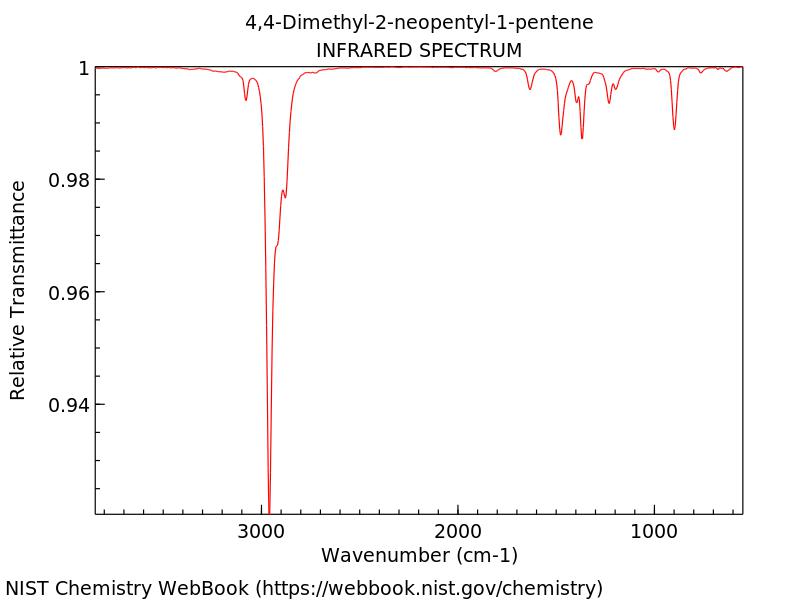 4,4-Dimethyl-2-neopentyl-1-pentene
INFRARED SPECTRUM
1
0.98
0.96
0.94
Relative Transmittance
3000 2000 1000
Wavenumber (cm-1)
NIST Chemistry WebBook (https://webbook.nist.gov/chemistry)